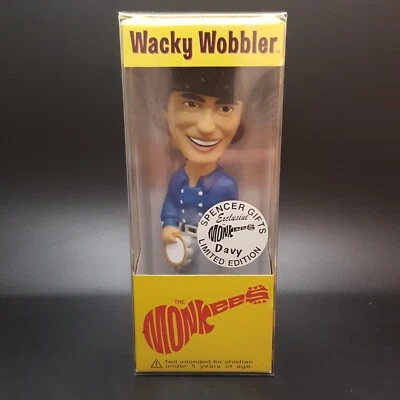 Wacky Wobbler™
SPENCER GIFTS
Exclusive
MONKEES
Davy
LIMITED EDITION
THE
MONKEES
⚠ Not intended for children
under 5 years of age.